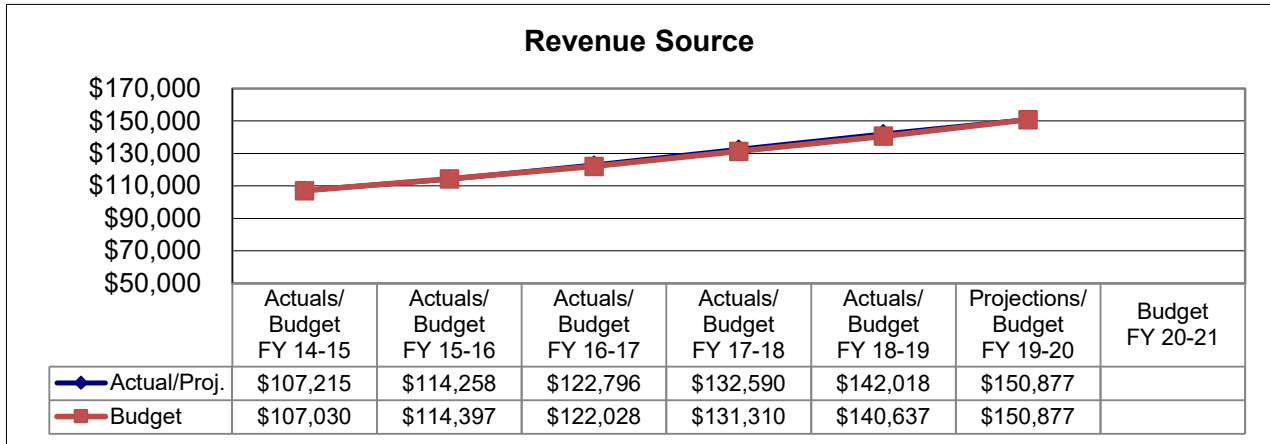 Revenue Source
$170,000
$150,000
$130,000
$110,000
$90,000
$70,000
$50,000
Actuals/ Budget FY 14-15
Actuals/ Budget FY 15-16
Actuals/ Budget FY 16-17
Actuals/ Budget FY 17-18
Actuals/ Budget FY 18-19
Projections/ Budget FY 19-20
Budget FY 20-21
Actual/Proj. $107,215 $114,258 $122,796 $132,590 $142,018 $150,877
Budget $107,030 $114,397 $122,028 $131,310 $140,637 $150,877